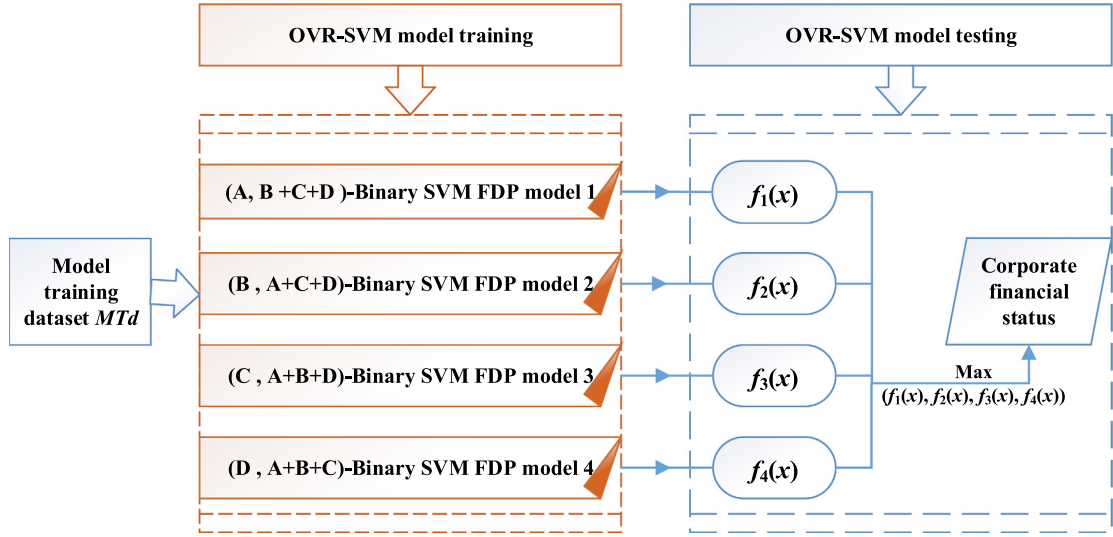 OVR-SVM model training
OVR-SVM model testing
Model
training
dataset MTd
(A, B +C+D )-Binary SVM FDP model 1
(B , A+C+D)-Binary SVM FDP model 2
(C , A+B+D)-Binary SVM FDP model 3
(D , A+B+C)-Binary SVM FDP model 4
f1(x)
f2(x)
f3(x)
f4(x)
Corporate
financial
status
Max
(f1(x), f2(x), f3(x), f4(x))